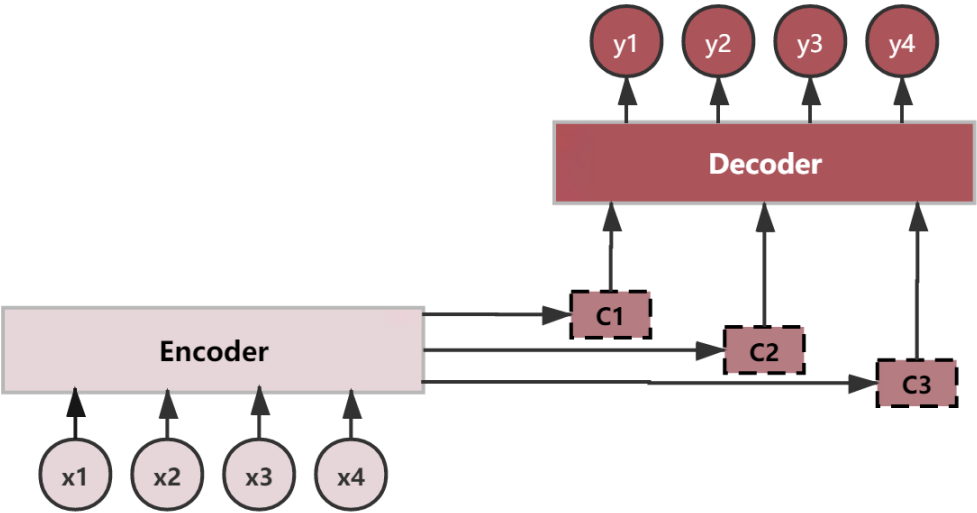 y1 y2 y3 y4
Decoder
C1
C2
C3
Encoder
x1 x2 x3 x4